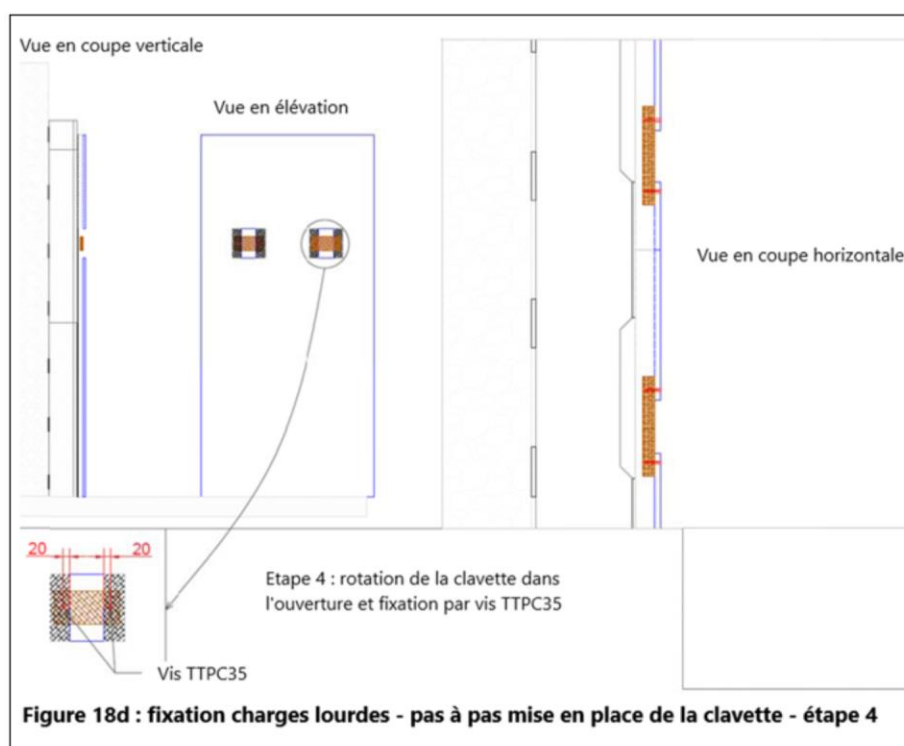 Vue en coupe verticale
Vue en élévation
Vue en coupe horizontale
20
20
Etape 4 : rotation de la clavette dans
l'ouverture et fixation par vis TTPC35
Vis TTPC35
Figure 18d : fixation charges lourdes - pas à pas mise en place de la clavette - étape 4